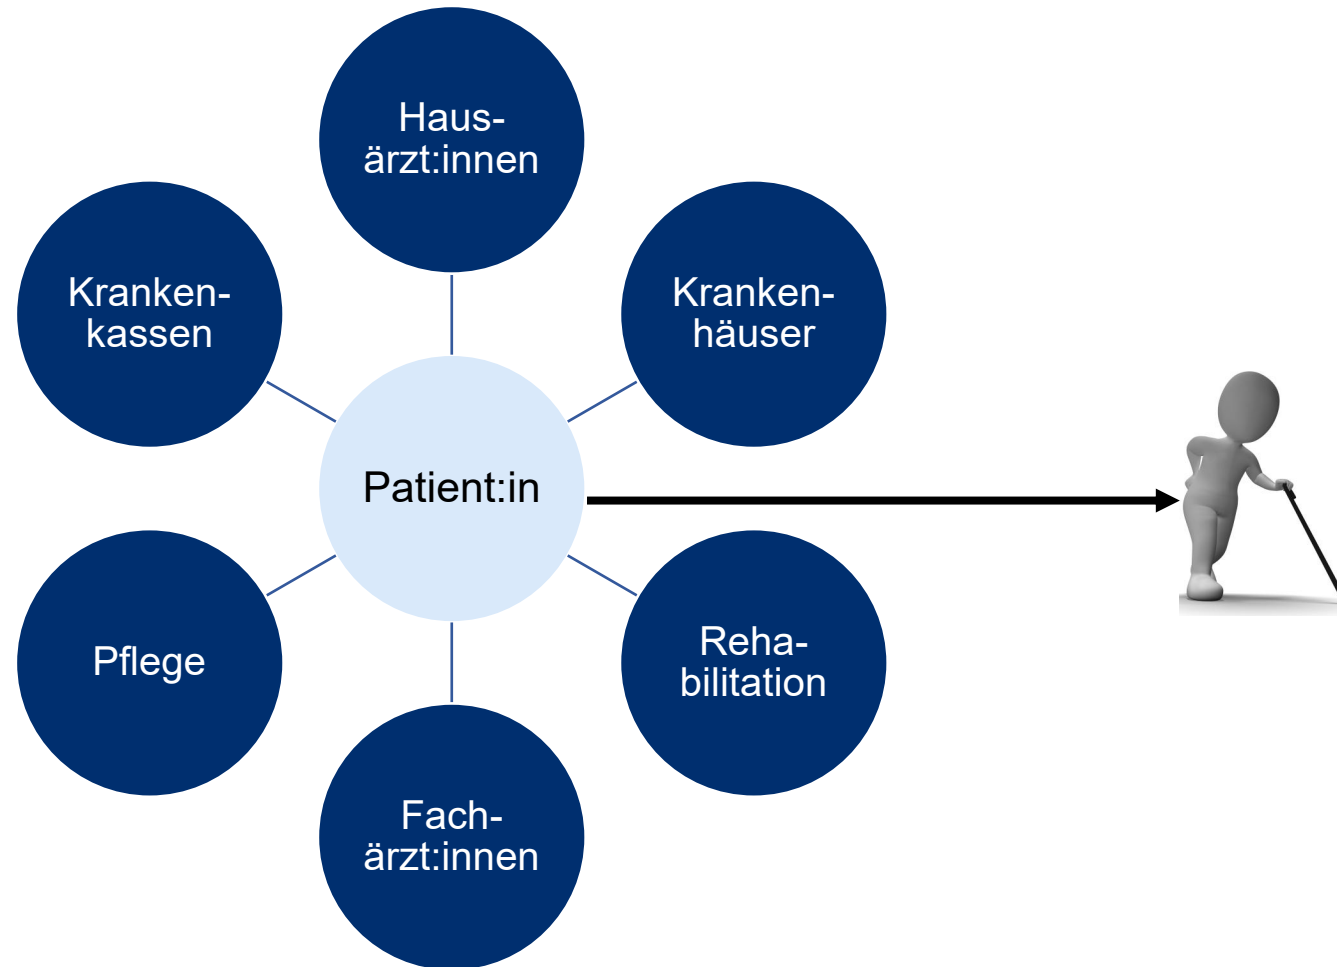 Haus-
ärzt:innen
Kranken-
kassen
Kranken-
häuser
Patient:in
Pflege
Reha-
bilitation
Fach-
ärzt:innen